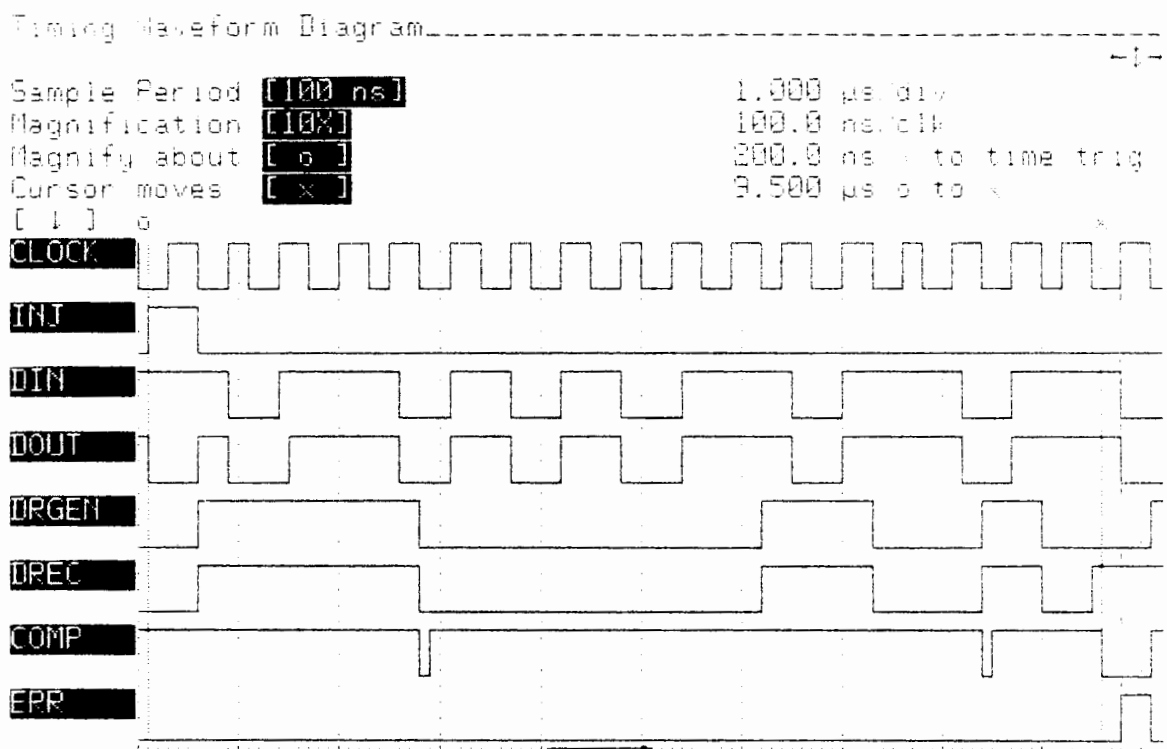 Timing Waveform Diagram
Sample Period [100 ns] 1.000 µs/div
Magnification [10X] 100.0 ns/clk
Magnify about [ o ] 200.0 ns to time trig
Cursor moves [ x ] 9.500 µs o to x
[ ↓ ] o x
CLOCK
INJ
DIN
DOUT
DRGEN
DREC
COMP
ERR